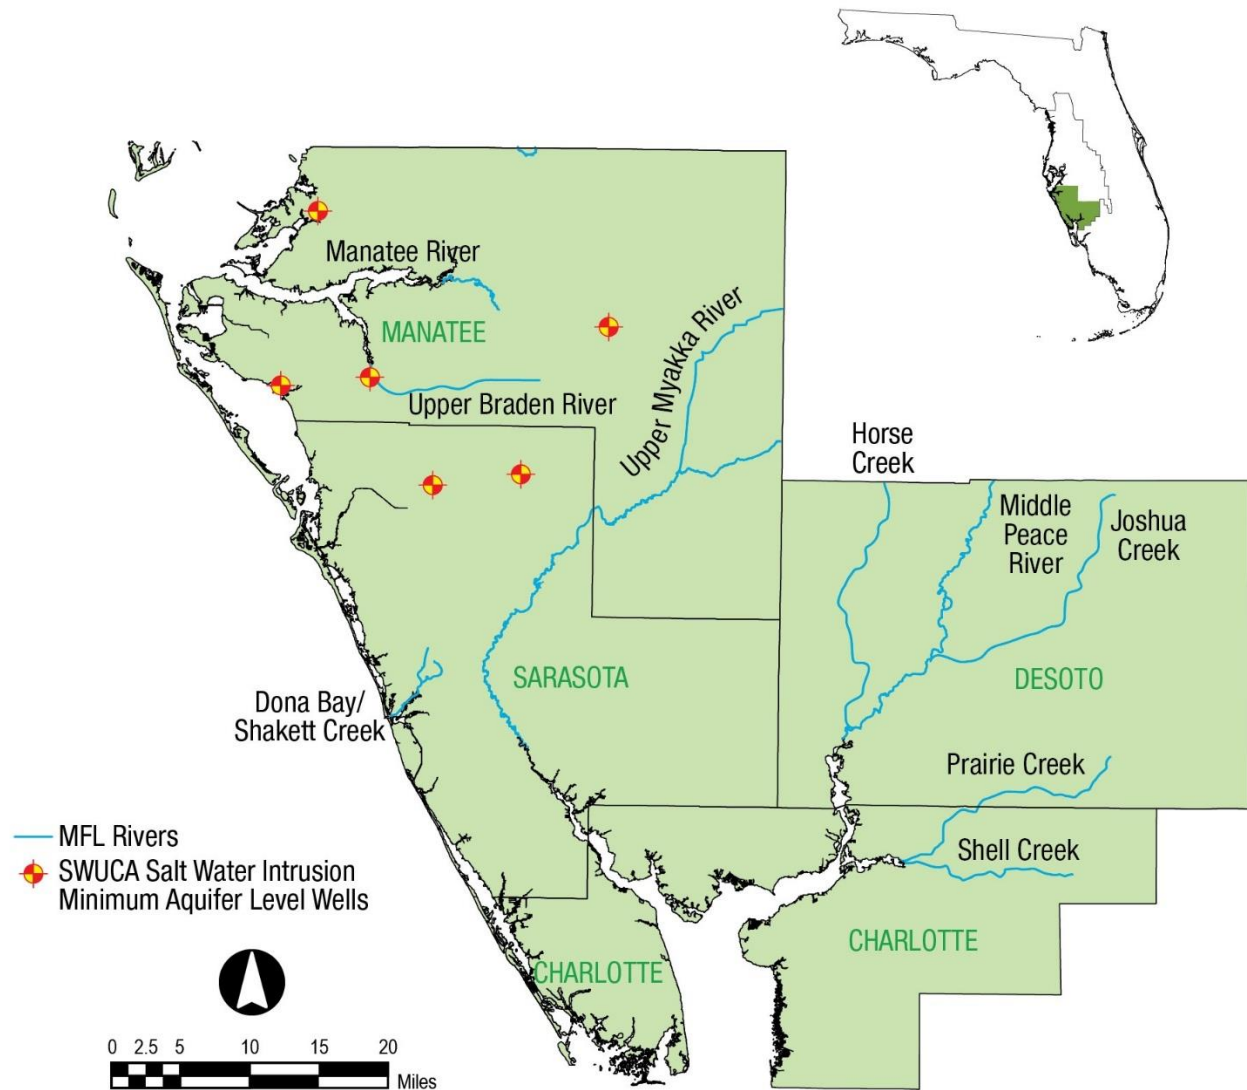 Manatee River
MANATEE
Upper Myakka River
Upper Braden River
Horse
Creek
Middle
Peace
River
Joshua
Creek
SARASOTA
DESOTO
Dona Bay/
Shakett Creek
Prairie Creek
MFL Rivers
Shell Creek
SWUCA Salt Water Intrusion
Minimum Aquifer Level Wells
CHARLOTTE
CHARLOTTE
0 2.5 5 10 15 20
Miles